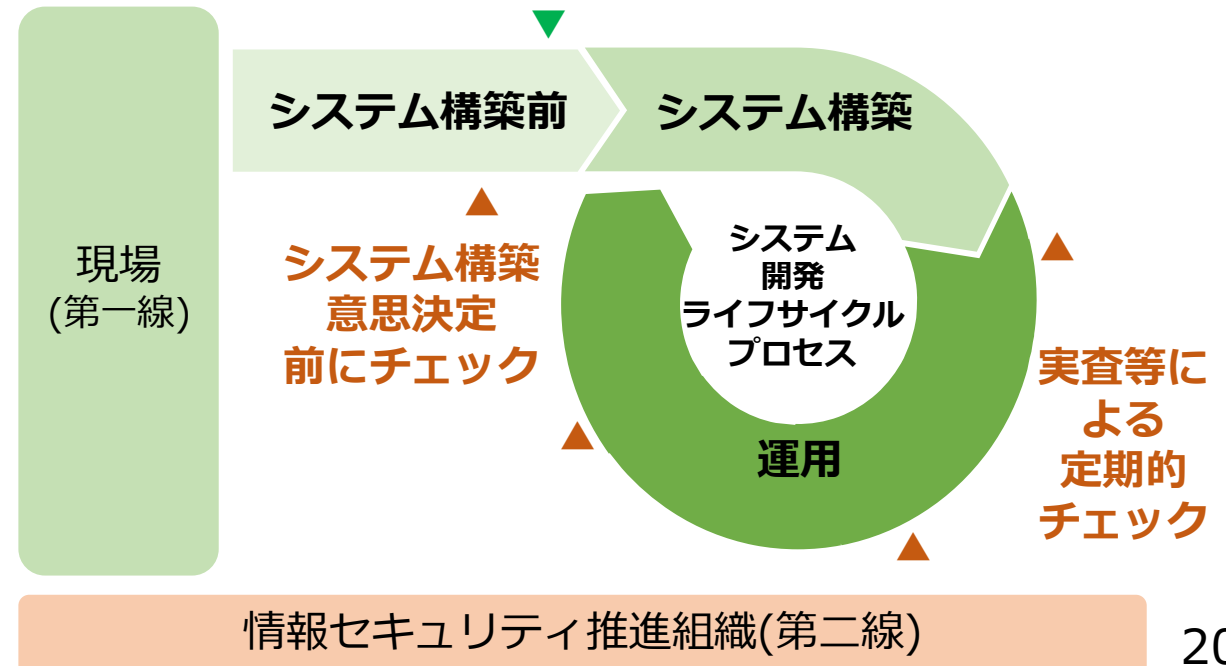 システム構築前
システム構築
現場
(第一線)
システム構築
意思決定
前にチェック
システム
開発
ライフサイクル
プロセス
運用
実査等に
よる
定期的
チェック
情報セキュリティ推進組織(第二線)
20